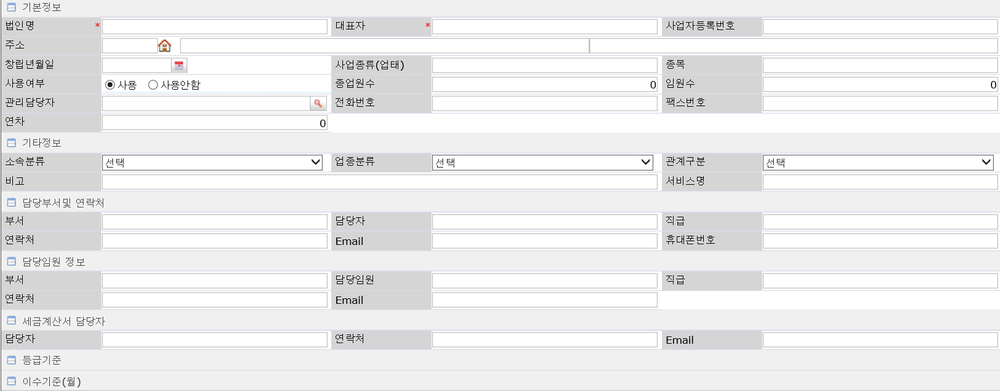 기본정보
법인명 * 대표자 * 사업자등록번호
주소
창립년월일 사업종류(업태) 종목
사용여부 사용 사용안함 종업원수 0 임원수 0
관리담당자 전화번호 팩스번호
연차 0
기타정보
소속분류 선택 업종분류 선택 관계구분 선택
비고 서비스명
담당부서및 연락처
부서 담당자 직급
연락처 Email 휴대폰번호
담당임원 정보
부서 담당임원 직급
연락처 Email
세금계산서 담당자
담당자 연락처 Email
등급기준
이수기준(월)